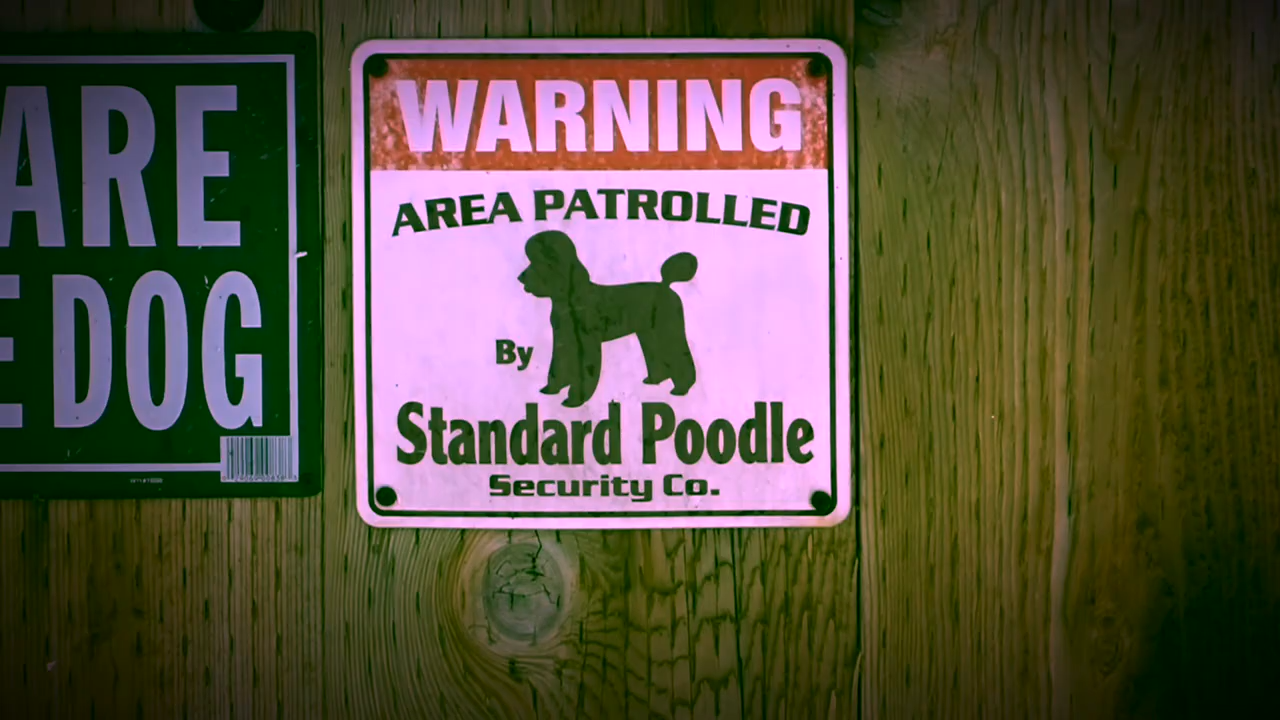 ARE
E DOG
WARNING
AREA PATROLLED
By
Standard Poodle
Security Co.